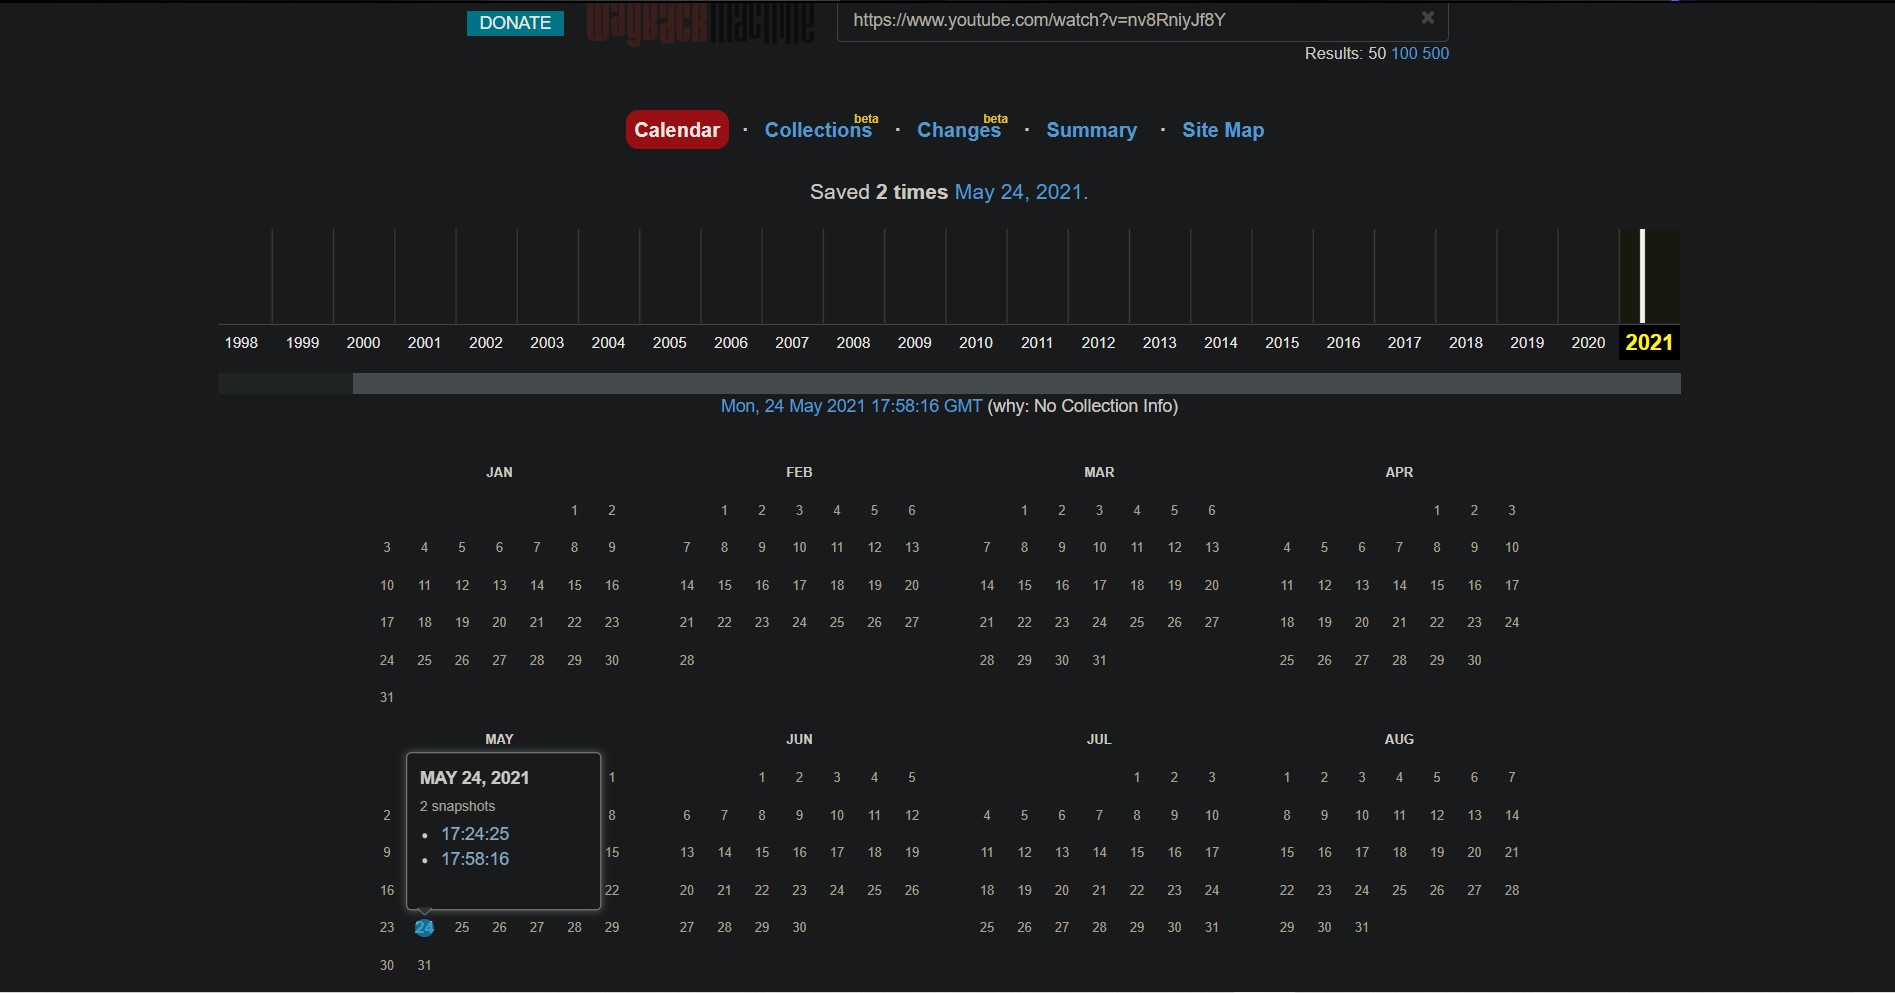 DONATE
wayback machine
https://www.youtube.com/watch?v=nv8RniyJf8Y ×
Results: 50 100 500
Calendar · Collections beta · Changes beta · Summary · Site Map
Saved 2 times May 24, 2021.
1998 1999 2000 2001 2002 2003 2004 2005 2006 2007 2008 2009 2010 2011 2012 2013 2014 2015 2016 2017 2018 2019 2020 2021
Mon, 24 May 2021 17:58:16 GMT (why: No Collection Info)
JAN
1 2
3 4 5 6 7 8 9
10 11 12 13 14 15 16
17 18 19 20 21 22 23
24 25 26 27 28 29 30
31
FEB
1 2 3 4 5 6
7 8 9 10 11 12 13
14 15 16 17 18 19 20
21 22 23 24 25 26 27
28
MAR
1 2 3 4 5 6
7 8 9 10 11 12 13
14 15 16 17 18 19 20
21 22 23 24 25 26 27
28 29 30 31
APR
1 2 3
4 5 6 7 8 9 10
11 12 13 14 15 16 17
18 19 20 21 22 23 24
25 26 27 28 29 30
MAY
MAY 24, 2021
2 snapshots
• 17:24:25
• 17:58:16
1
2 8
9 15
16 22
23 24 25 26 27 28 29
30 31
JUN
1 2 3 4 5
6 7 8 9 10 11 12
13 14 15 16 17 18 19
20 21 22 23 24 25 26
27 28 29 30
JUL
1 2 3
4 5 6 7 8 9 10
11 12 13 14 15 16 17
18 19 20 21 22 23 24
25 26 27 28 29 30 31
AUG
1 2 3 4 5 6 7
8 9 10 11 12 13 14
15 16 17 18 19 20 21
22 23 24 25 26 27 28
29 30 31